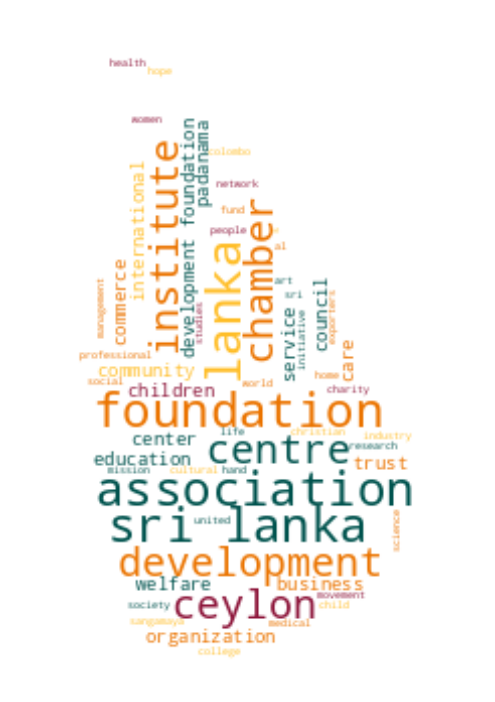 health
hope
women
institute
development foundation
padanama
colombo
international
network
fund
people
al
lanka
chamber
commerce
management
studies
art
sri
service
initiative
council
exporters
care
professional
community
social
children
world
home
charity
foundation
life
christian
industry
center
centre
research
education
trust
mission
cultural
hand
association
sri lanka
united
science
development
welfare
business
ceylon
movement
society
child
sangamaya
medical
organization
college